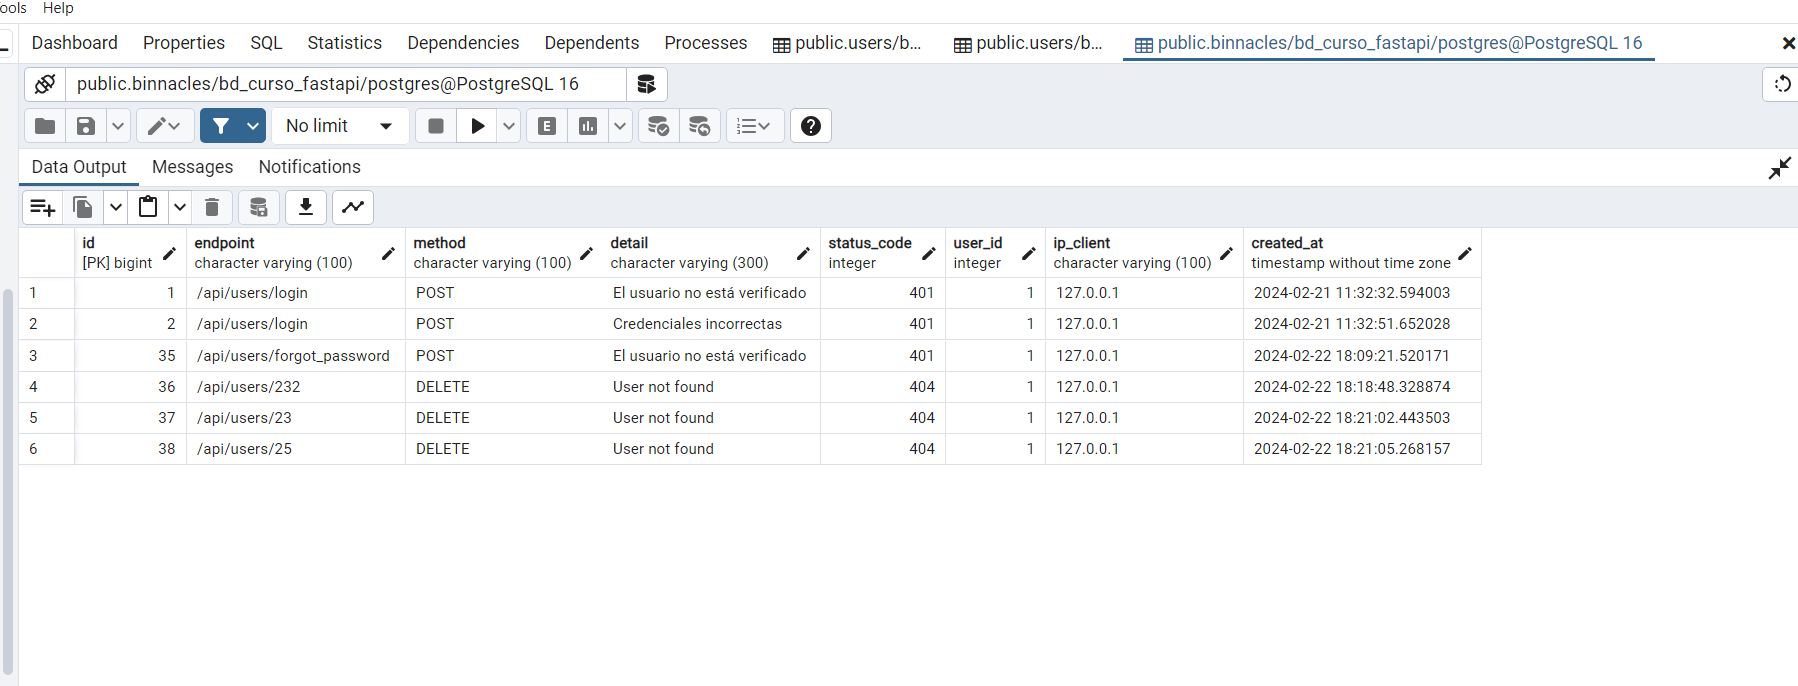 ools Help
Dashboard Properties SQL Statistics Dependencies Dependents Processes public.users/b... public.users/b... public.binnacles/bd_curso_fastapi/postgres@PostgreSQL 16
public.binnacles/bd_curso_fastapi/postgres@PostgreSQL 16
No limit E
Data Output Messages Notifications
id endpoint method detail status_code user_id ip_client created_at
[PK] bigint character varying (100) character varying (100) character varying (300) integer integer character varying (100) timestamp without time zone
1 1 /api/users/login POST El usuario no está verificado 401 1 127.0.0.1 2024-02-21 11:32:32.594003
2 2 /api/users/login POST Credenciales incorrectas 401 1 127.0.0.1 2024-02-21 11:32:51.652028
3 35 /api/users/forgot_password POST El usuario no está verificado 401 1 127.0.0.1 2024-02-22 18:09:21.520171
4 36 /api/users/232 DELETE User not found 404 1 127.0.0.1 2024-02-22 18:18:48.328874
5 37 /api/users/23 DELETE User not found 404 1 127.0.0.1 2024-02-22 18:21:02.443503
6 38 /api/users/25 DELETE User not found 404 1 127.0.0.1 2024-02-22 18:21:05.268157